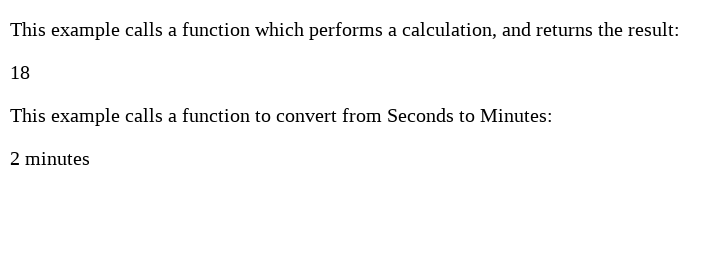 This example calls a function which performs a calculation, and returns the result:
18
This example calls a function to convert from Seconds to Minutes:
2 minutes